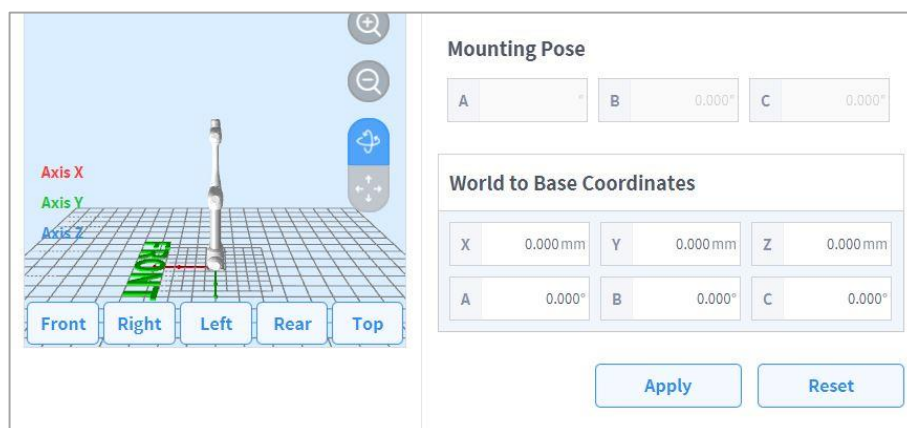 Axis X
Axis Y
Axis Z
FRONT
Front Right Left Rear Top
Mounting Pose
A ° B 0.000° C 0.000°
World to Base Coordinates
X 0.000 mm Y 0.000 mm Z 0.000 mm
A 0.000° B 0.000° C 0.000°
Apply Reset